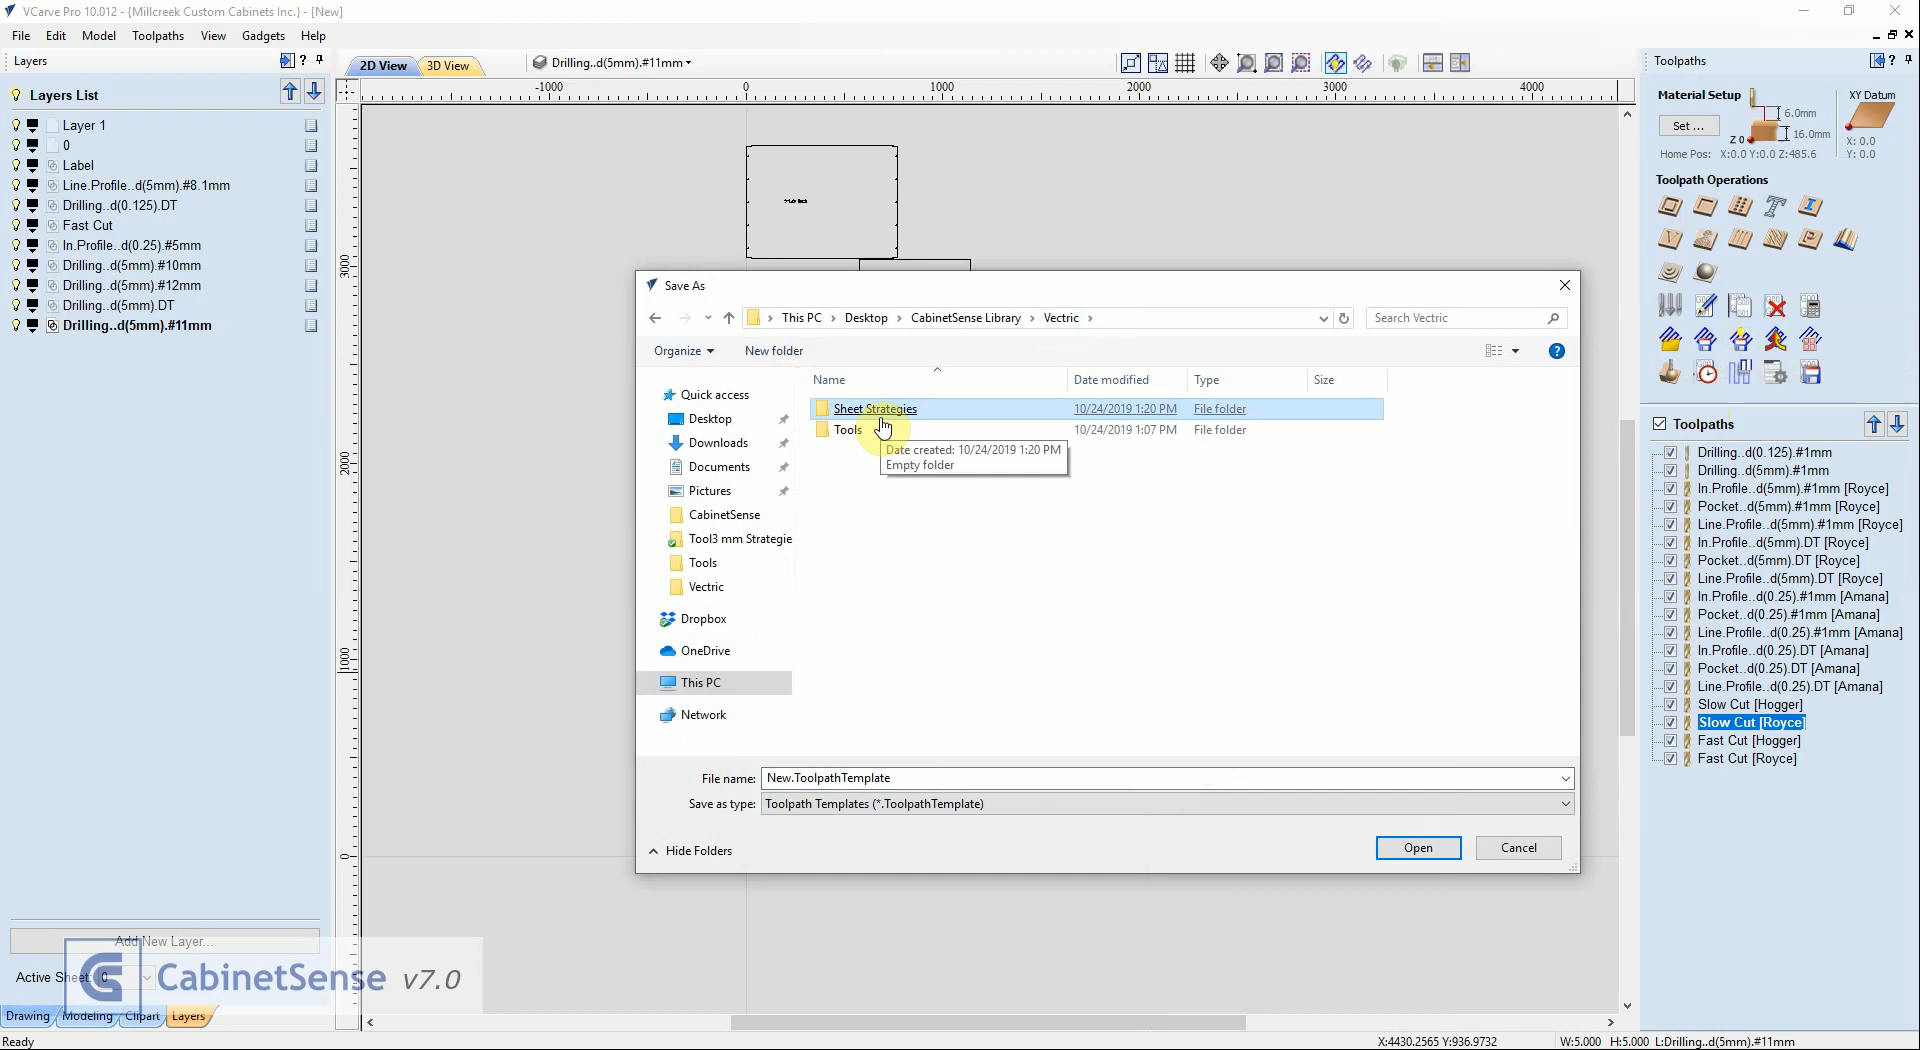 VCarve Pro 10.012 - {Millcreek Custom Cabinets Inc.} - [New]
File Edit Model Toolpaths View Gadgets Help
Layers
Layers List
Layer 1
0
Label
Line.Profile..d(5mm).#8.1mm
Drilling..d(0.125).DT
Fast Cut
In.Profile..d(0.25).#5mm
Drilling..d(5mm).#10mm
Drilling..d(5mm).#12mm
Drilling..d(5mm).DT
Drilling..d(5mm).#11mm
Add New Layer...
Active Sheet 0
CabinetSense v7.0
Drawing Modeling Clipart Layers
Ready
2D View 3D View Drilling..d(5mm).#11mm
-1000 0 1000 2000 3000 4000
3000
2000
1000
0
Save As
This PC > Desktop > CabinetSense Library > Vectric >
Search Vectric
Organize New folder
Name Date modified Type Size
Sheet Strategies 10/24/2019 1:20 PM File folder
Tools 10/24/2019 1:07 PM File folder
Date created: 10/24/2019 1:20 PM
Empty folder
Quick access
Desktop
Downloads
Documents
Pictures
CabinetSense
Tool3 mm Strategie
Tools
Vectric
Dropbox
OneDrive
This PC
Network
File name: New.ToolpathTemplate
Save as type: Toolpath Templates (*.ToolpathTemplate)
Hide Folders
Open Cancel
Toolpaths
Material Setup
Set ...
6.0mm
Z 0
16.0mm
XY Datum
X: 0.0
Y: 0.0
Home Pos: X:0.0 Y:0.0 Z:485.6
Toolpath Operations
Toolpaths
Drilling..d(0.125).#1mm
Drilling..d(5mm).#1mm
In.Profile..d(5mm).#1mm [Royce]
Pocket..d(5mm).#1mm [Royce]
Line.Profile..d(5mm).#1mm [Royce]
In.Profile..d(5mm).DT [Royce]
Pocket..d(5mm).DT [Royce]
Line.Profile..d(5mm).DT [Royce]
In.Profile..d(0.25).#1mm [Amana]
Pocket..d(0.25).#1mm [Amana]
Line.Profile..d(0.25).#1mm [Amana]
In.Profile..d(0.25).DT [Amana]
Pocket..d(0.25).DT [Amana]
Line.Profile..d(0.25).DT [Amana]
Slow Cut [Hogger]
Slow Cut [Royce]
Fast Cut [Hogger]
Fast Cut [Royce]
X:4430.2565 Y:936.9732
W:5.000 H:5.000 L:Drilling..d(5mm).#11mm